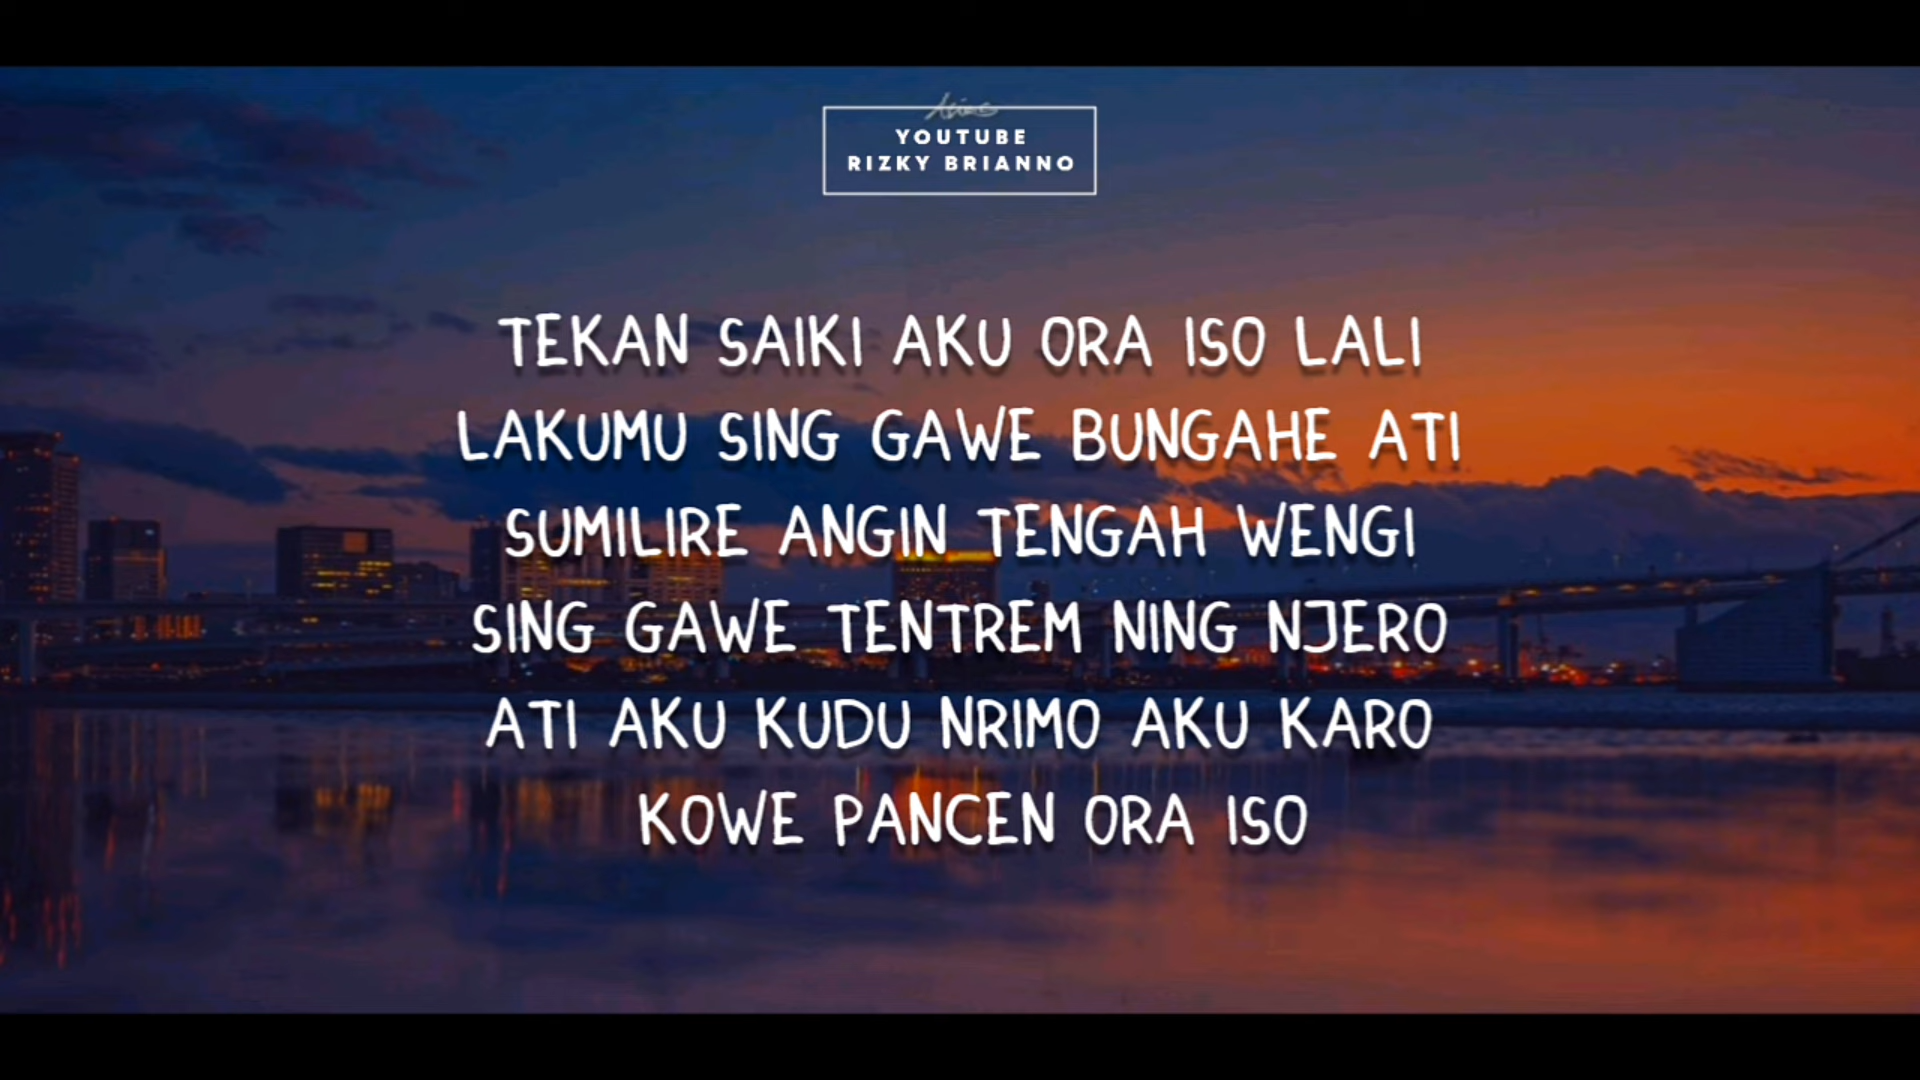 YOUTUBE
RIZKY BRIANNO
TEKAN SAIKI AKU ORA ISO LALI
LAKUMU SING GAWE BUNGAHE ATI
SUMILIRE ANGIN TENGAH WENGI
SING GAWE TENTREM NING NJERO
ATI AKU KUDU NRIMO AKU KARO
KOWE PANCEN ORA ISO